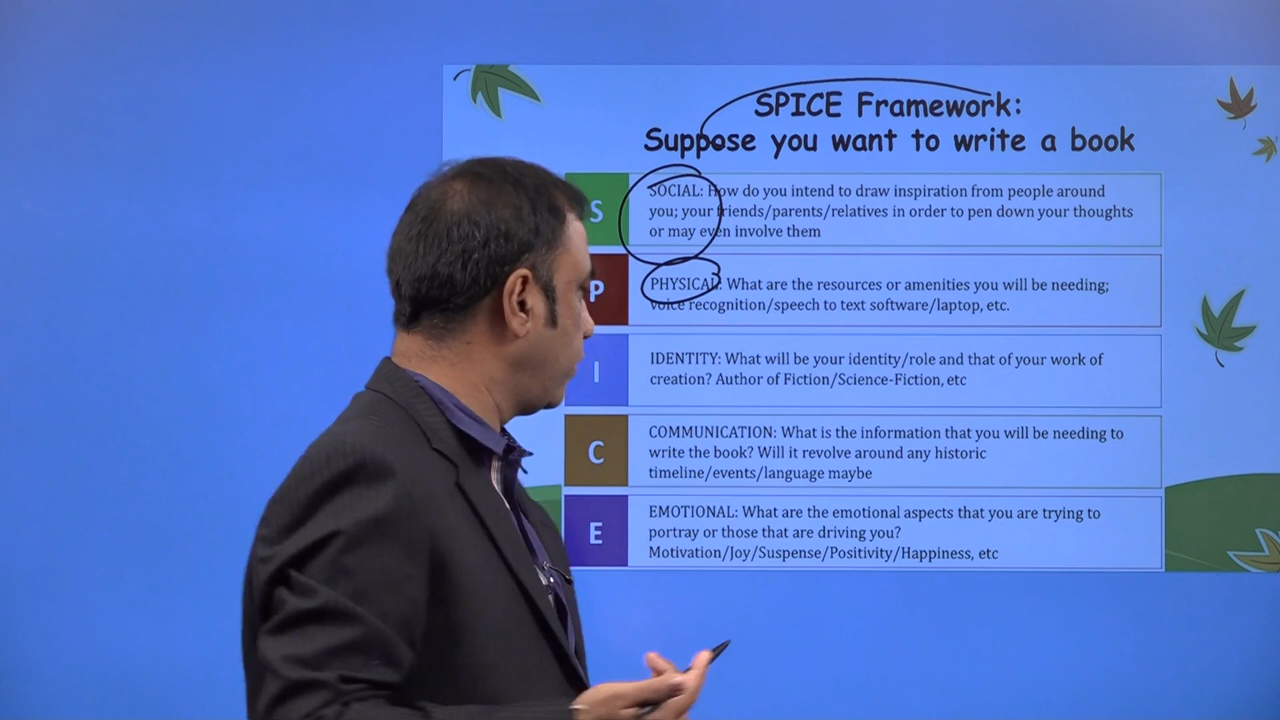 SPICE Framework:
Suppose you want to write a book
S
SOCIAL: How do you intend to draw inspiration from people around
you; your friends/parents/relatives in order to pen down your thoughts
or may even involve them
P
PHYSICAL: What are the resources or amenities you will be needing;
voice recognition/speech to text software/laptop, etc.
I
IDENTITY: What will be your identity/role and that of your work of
creation? Author of Fiction/Science-Fiction, etc
C
COMMUNICATION: What is the information that you will be needing to
write the book? Will it revolve around any historic
timeline/events/language maybe
E
EMOTIONAL: What are the emotional aspects that you are trying to
portray or those that are driving you?
Motivation/Joy/Suspense/Positivity/Happiness, etc